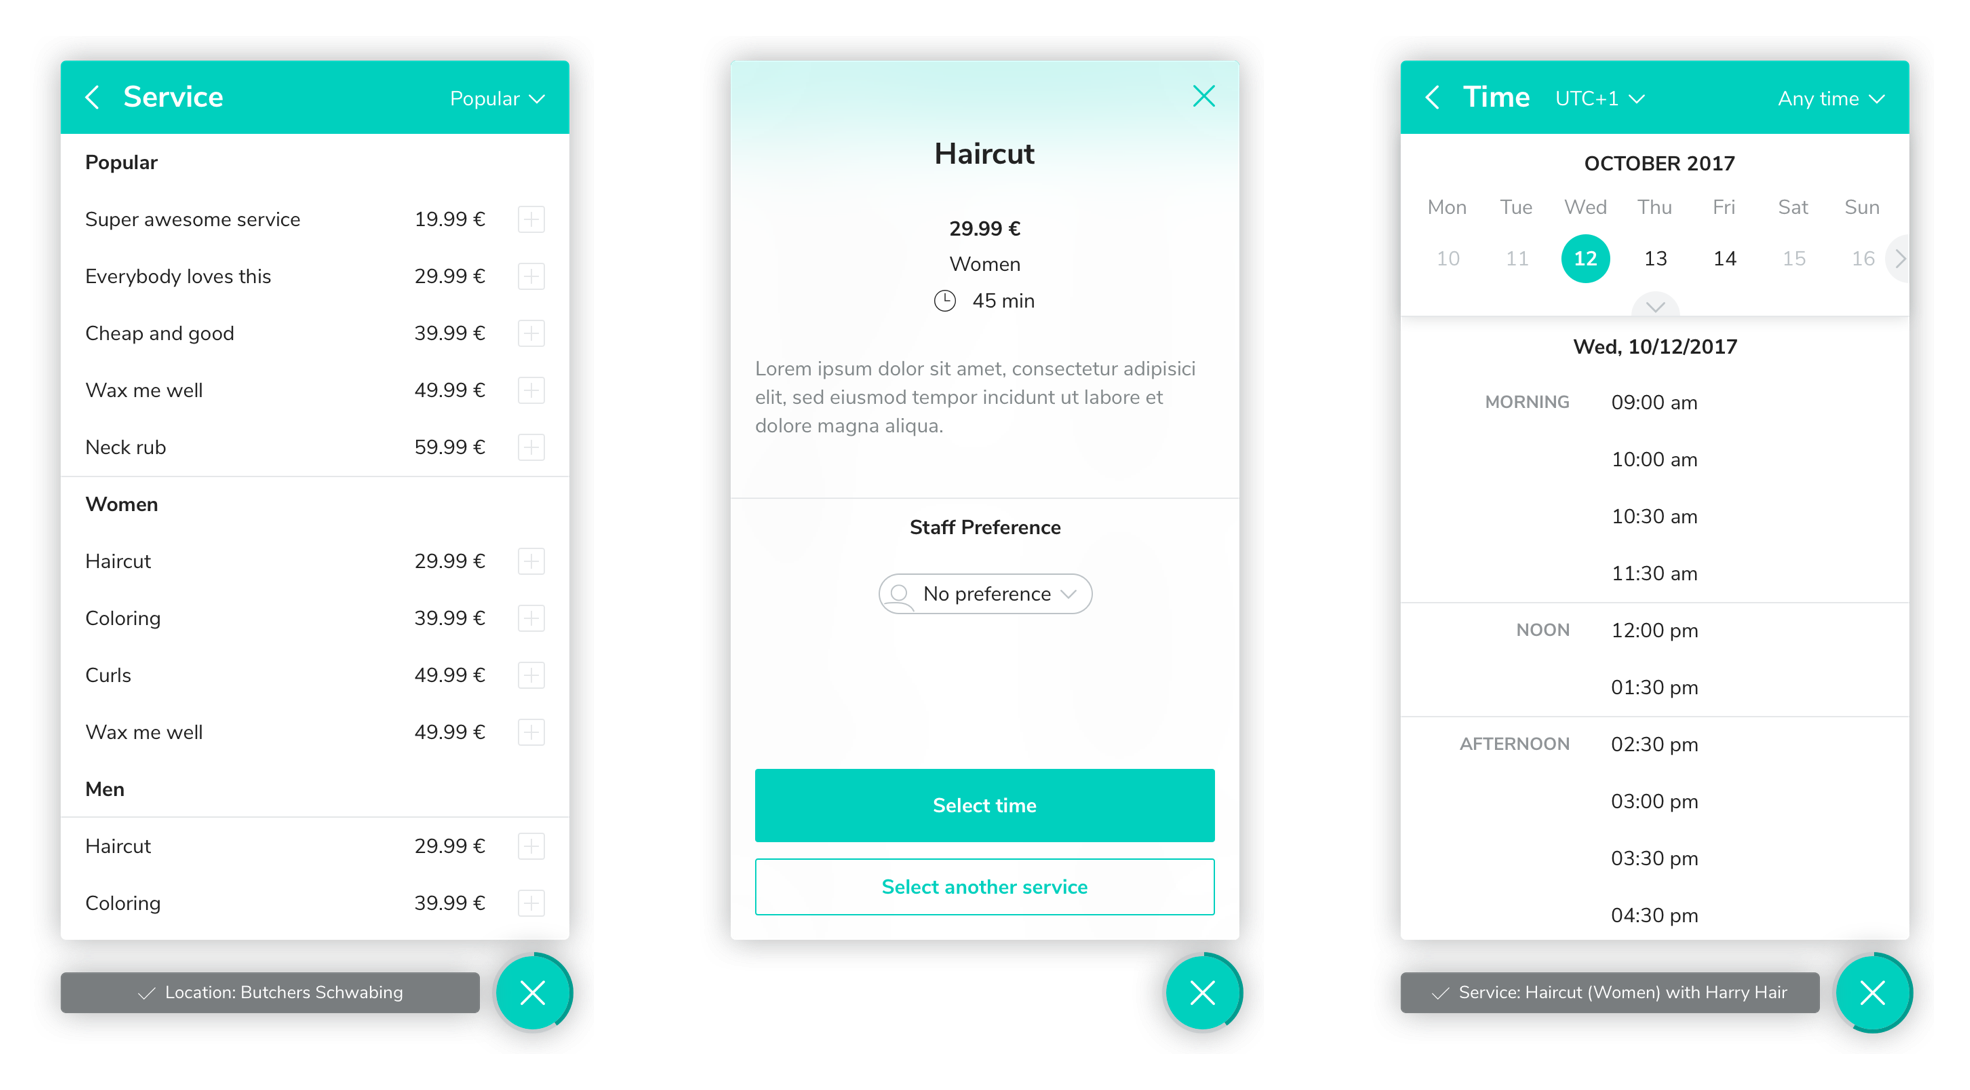 Service Popular
Popular
Super awesome service 19.99 €
Everybody loves this 29.99 €
Cheap and good 39.99 €
Wax me well 49.99 €
Neck rub 59.99 €
Women
Haircut 29.99 €
Coloring 39.99 €
Curls 49.99 €
Wax me well 49.99 €
Men
Haircut 29.99 €
Coloring 39.99 €
Location: Butchers Schwabing
Haircut
29.99 €
Women
45 min
Lorem ipsum dolor sit amet, consectetur adipisici
elit, sed eiusmod tempor incidunt ut labore et
dolore magna aliqua.
Staff Preference
No preference
Select time
Select another service
Time UTC+1 Any time
OCTOBER 2017
Mon Tue Wed Thu Fri Sat Sun
10 11 12 13 14 15 16
Wed, 10/12/2017
MORNING 09:00 am
10:00 am
10:30 am
11:30 am
NOON 12:00 pm
01:30 pm
AFTERNOON 02:30 pm
03:00 pm
03:30 pm
04:30 pm
Service: Haircut (Women) with Harry Hair